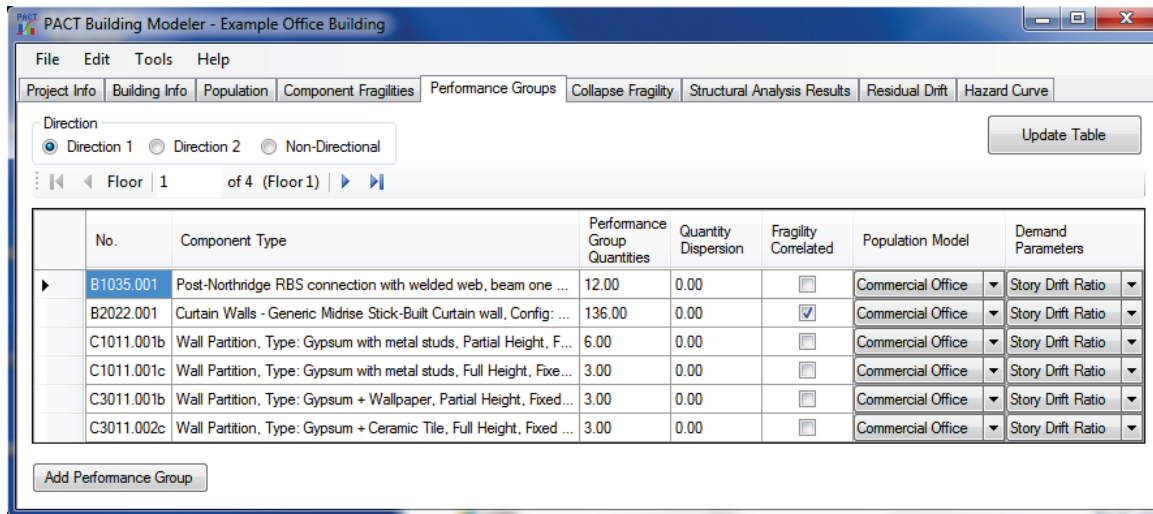 PACT PACT Building Modeler - Example Office Building
File Edit Tools Help
Project Info Building Info Population Component Fragilities Performance Groups Collapse Fragility Structural Analysis Results Residual Drift Hazard Curve
Direction
Direction 1 Direction 2 Non-Directional
Update Table
Floor 1 of 4 (Floor 1)
No. Component Type Performance Group Quantities Quantity Dispersion Fragility Correlated Population Model Demand Parameters
B1035.001 Post-Northridge RBS connection with welded web, beam one ... 12.00 0.00 Commercial Office Story Drift Ratio
B2022.001 Curtain Walls - Generic Midrise Stick-Built Curtain wall, Config: ... 136.00 0.00 Commercial Office Story Drift Ratio
C1011.001b Wall Partition, Type: Gypsum with metal studs, Partial Height, F... 6.00 0.00 Commercial Office Story Drift Ratio
C1011.001c Wall Partition, Type: Gypsum with metal studs, Full Height, Fixe... 3.00 0.00 Commercial Office Story Drift Ratio
C3011.001b Wall Partition, Type: Gypsum + Wallpaper, Partial Height, Fixed... 3.00 0.00 Commercial Office Story Drift Ratio
C3011.002c Wall Partition, Type: Gypsum + Ceramic Tile, Full Height, Fixed ... 3.00 0.00 Commercial Office Story Drift Ratio
Add Performance Group